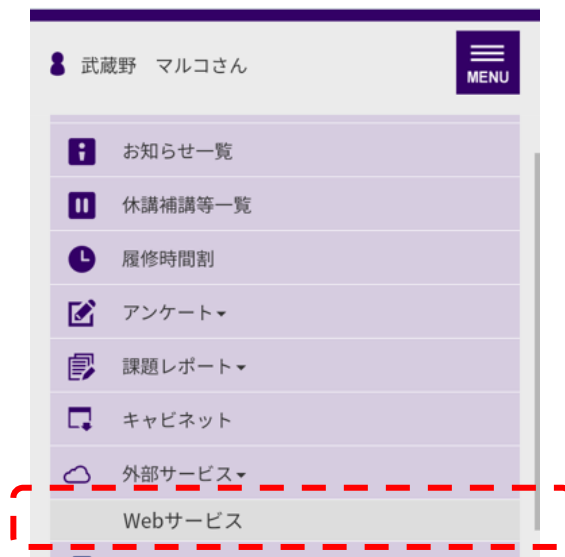 武蔵野 マルコさん
MENU
お知らせ一覧
休講補講等一覧
履修時間割
アンケート
課題レポート
キャビネット
外部サービス
Webサービス